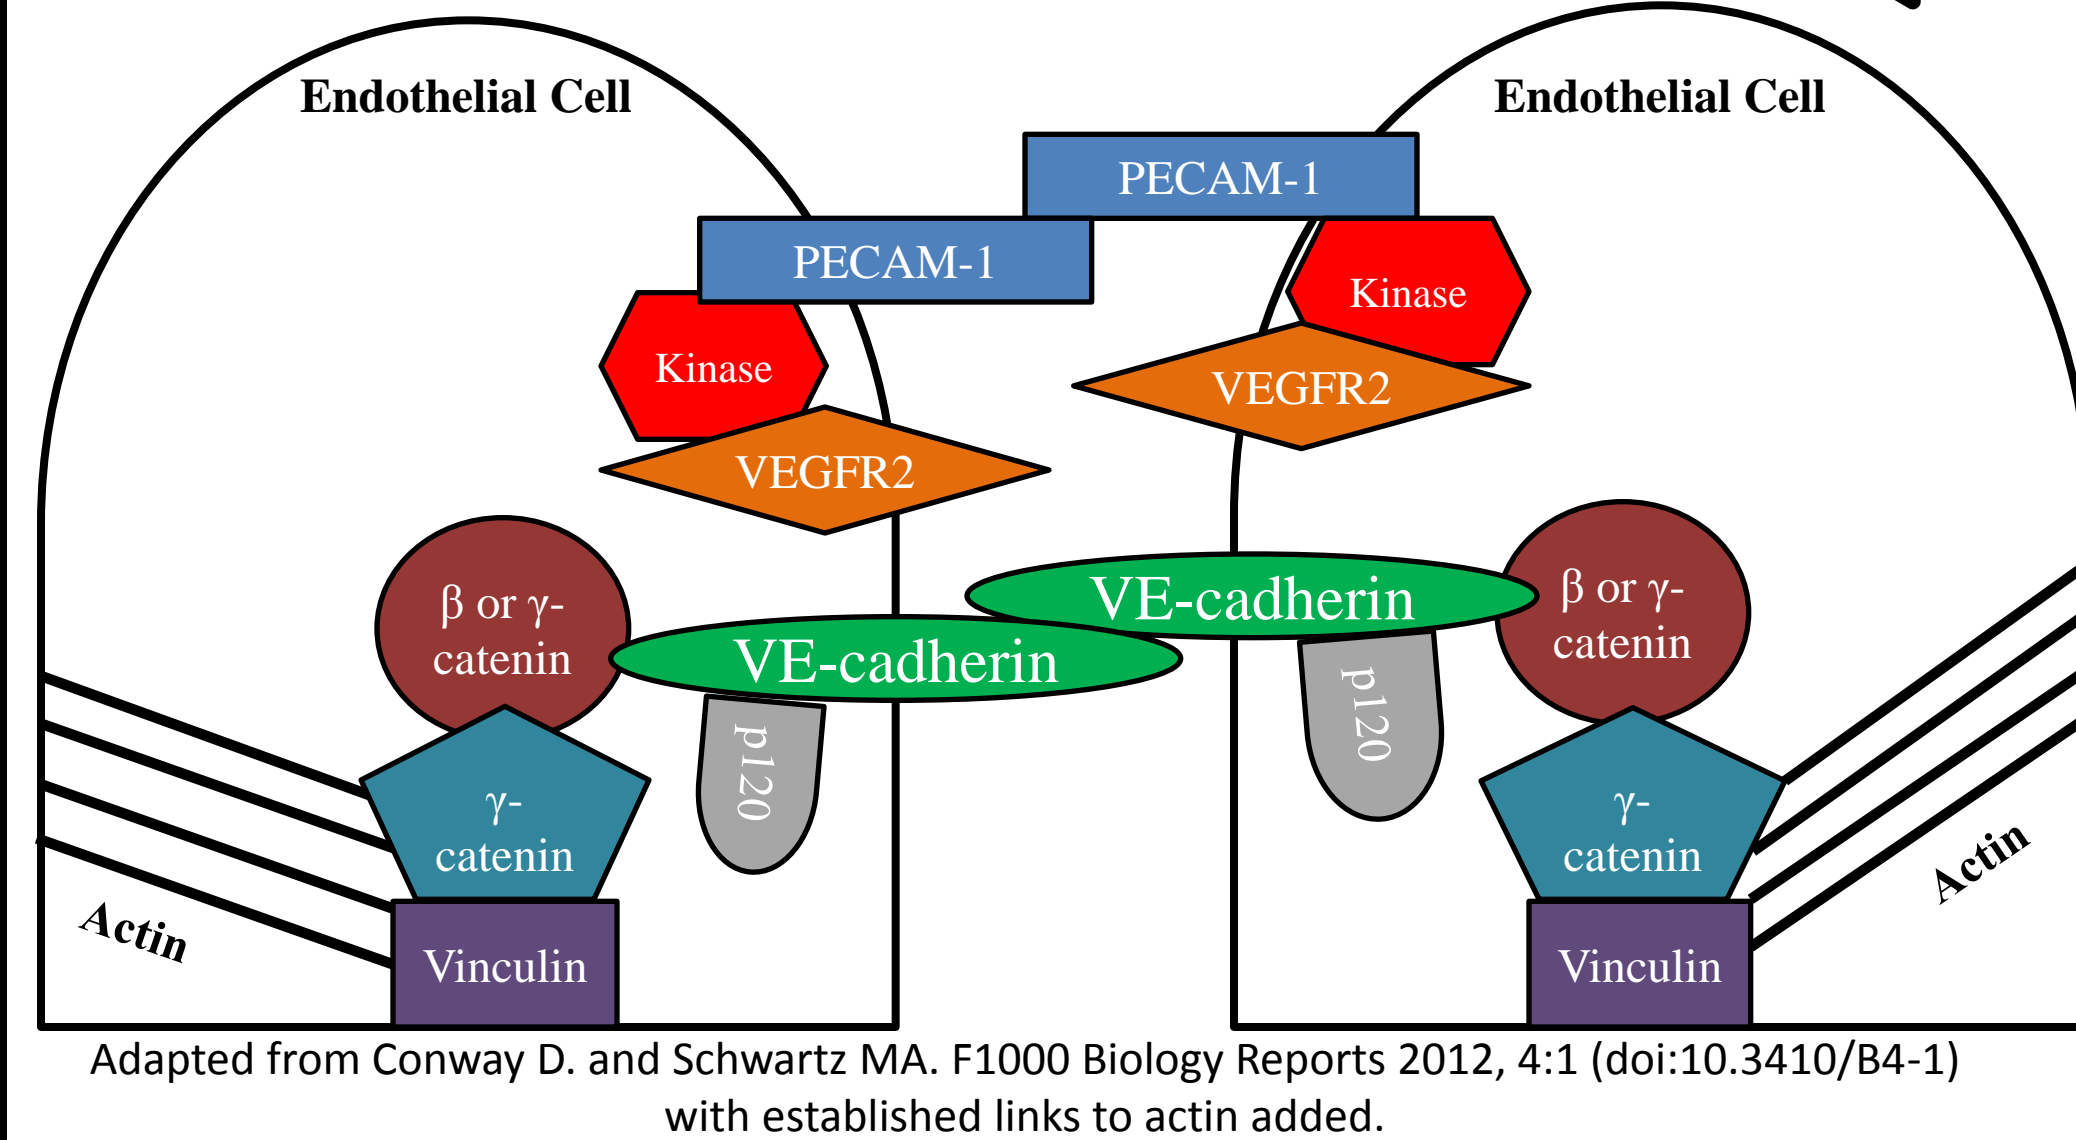 Endothelial Cell
Endothelial Cell
PECAM-1
PECAM-1
Kinase
Kinase
VEGFR2
VEGFR2
β or γ-
catenin
VE-cadherin
VE-cadherin
β or γ-
catenin
p120
p120
γ-
catenin
γ-
catenin
Actin
Actin
Vinculin
Vinculin
Adapted from Conway D. and Schwartz MA. F1000 Biology Reports 2012, 4:1 (doi:10.3410/B4-1)
with established links to actin added.